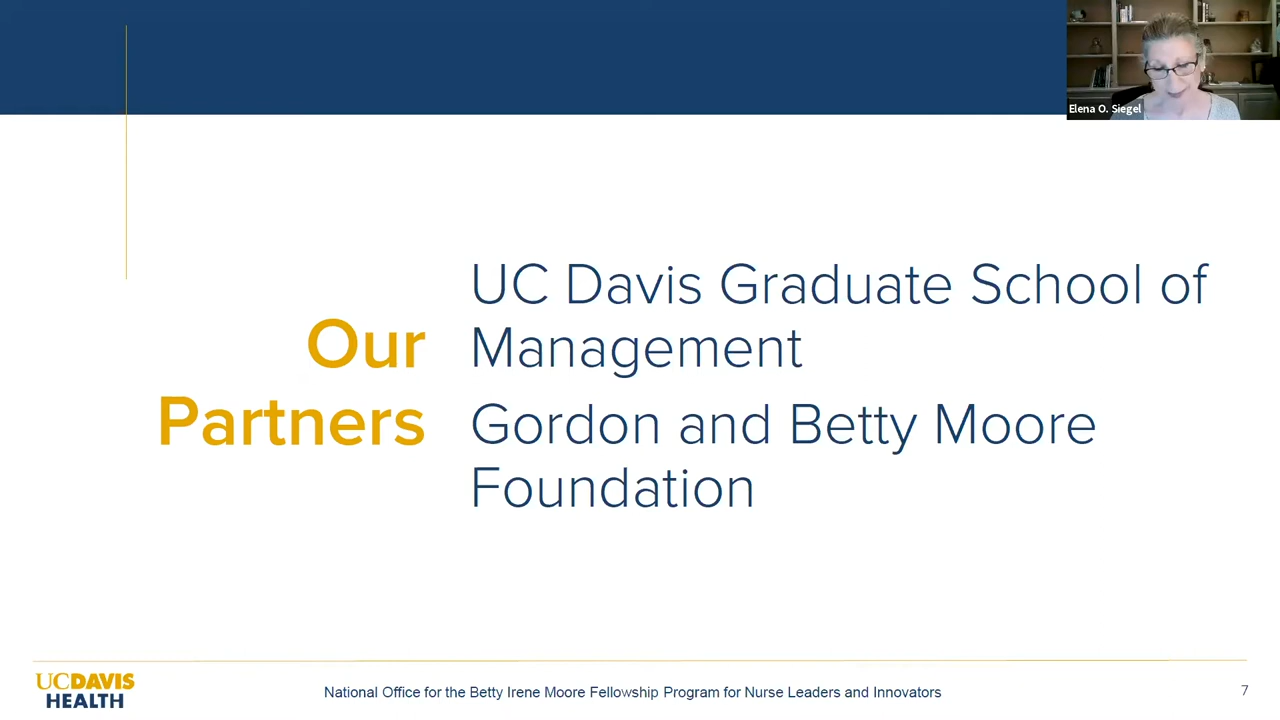 Elena O. Siegel
Our
Partners
UC Davis Graduate School of
Management
Gordon and Betty Moore
Foundation
UCDAVIS
HEALTH
National Office for the Betty Irene Moore Fellowship Program for Nurse Leaders and Innovators
7